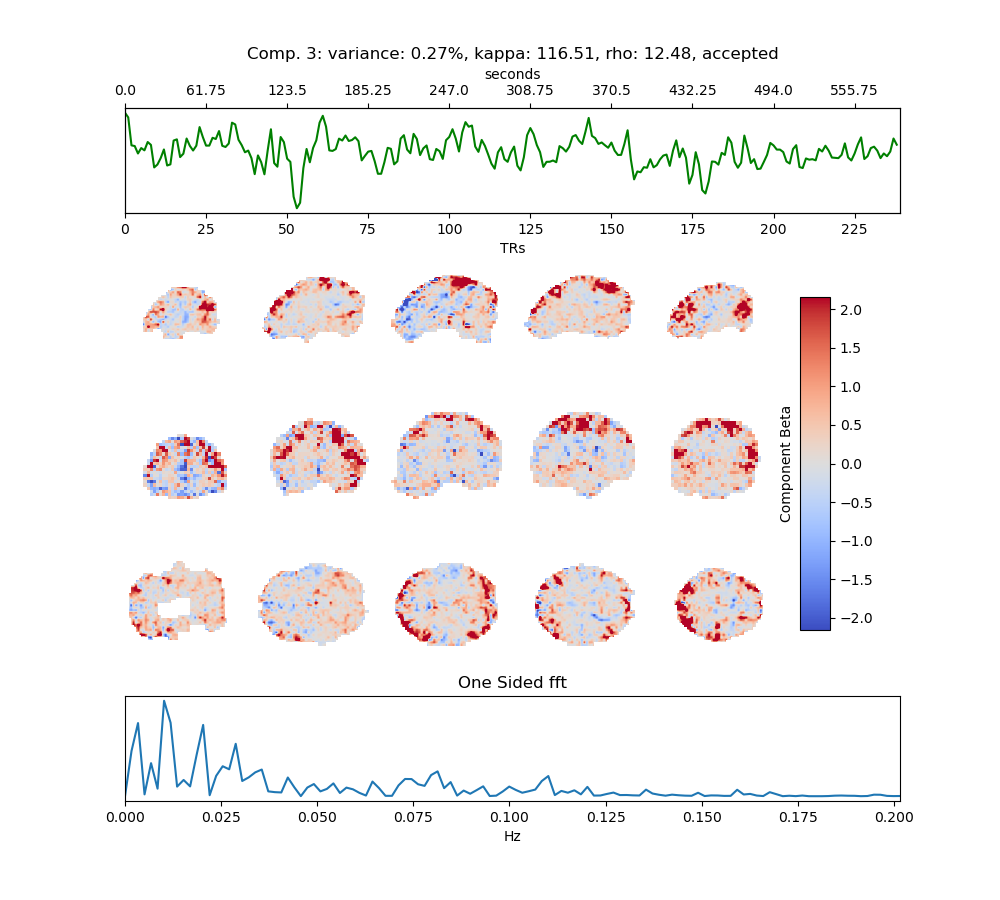 Comp. 3: variance: 0.27%, kappa: 116.51, rho: 12.48, accepted
seconds
0.0 61.75 123.5 185.25 247.0 308.75 370.5 432.25 494.0 555.75
0 25 50 75 100 125 150 175 200 225
TRs
2.0
1.5
1.0
0.5
0.0
−0.5
−1.0
−1.5
−2.0
Component Beta
One Sided fft
0.000 0.025 0.050 0.075 0.100 0.125 0.150 0.175 0.200
Hz